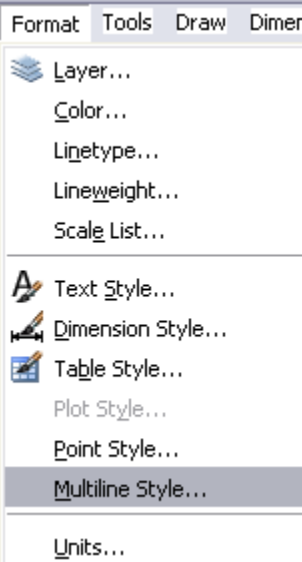 Format Tools Draw Dimen
Layer...
Color...
Linetype...
Lineweight...
Scale List...
Text Style...
Dimension Style...
Table Style...
Plot Style...
Point Style...
Multiline Style...
Units...